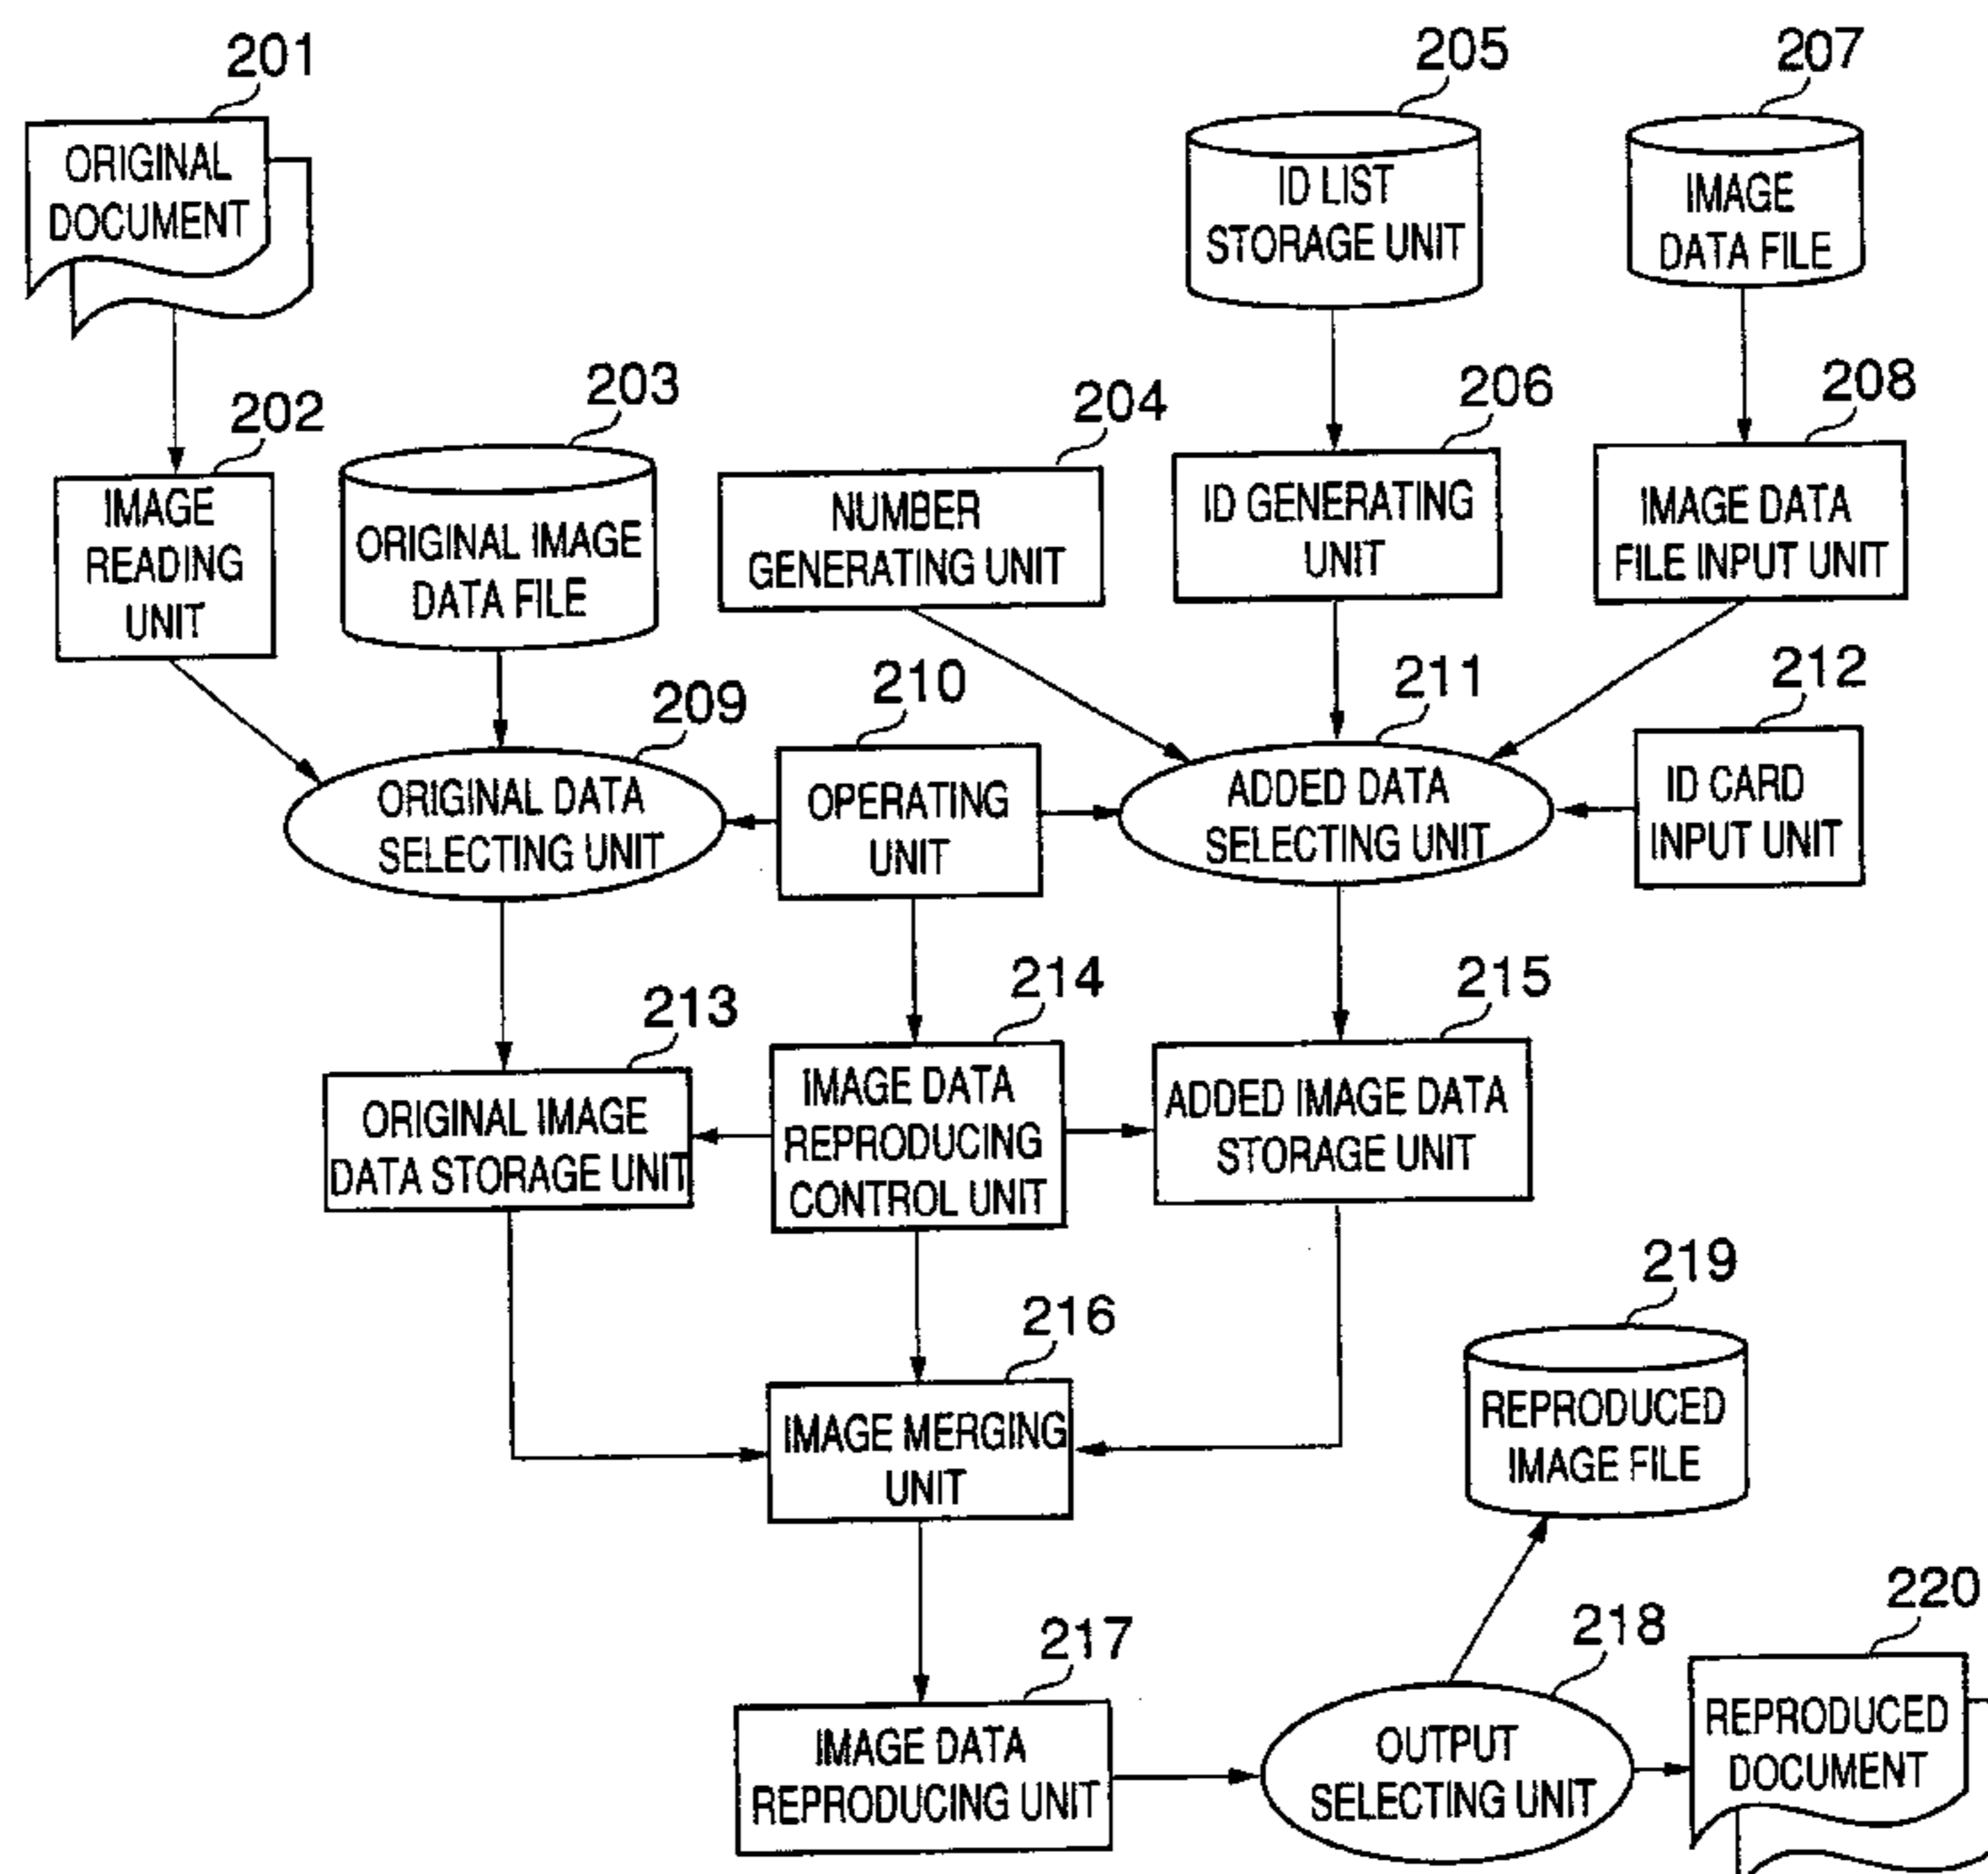 201
ORIGINAL
DOCUMENT
205
ID LIST
STORAGE UNIT
207
IMAGE
DATA FILE
202
IMAGE
READING
UNIT
203
ORIGINAL IMAGE
DATA FILE
204
NUMBER
GENERATING UNIT
206
ID GENERATING
UNIT
208
IMAGE DATA
FILE INPUT UNIT
209
ORIGINAL DATA
SELECTING UNIT
210
OPERATING
UNIT
211
ADDED DATA
SELECTING UNIT
212
ID CARD
INPUT UNIT
213
ORIGINAL IMAGE
DATA STORAGE UNIT
214
IMAGE DATA
REPRODUCING
CONTROL UNIT
215
ADDED IMAGE DATA
STORAGE UNIT
216
IMAGE MERGING
UNIT
219
REPRODUCED
IMAGE FILE
217
IMAGE DATA
REPRODUCING UNIT
218
OUTPUT
SELECTING UNIT
220
REPRODUCED
DOCUMENT